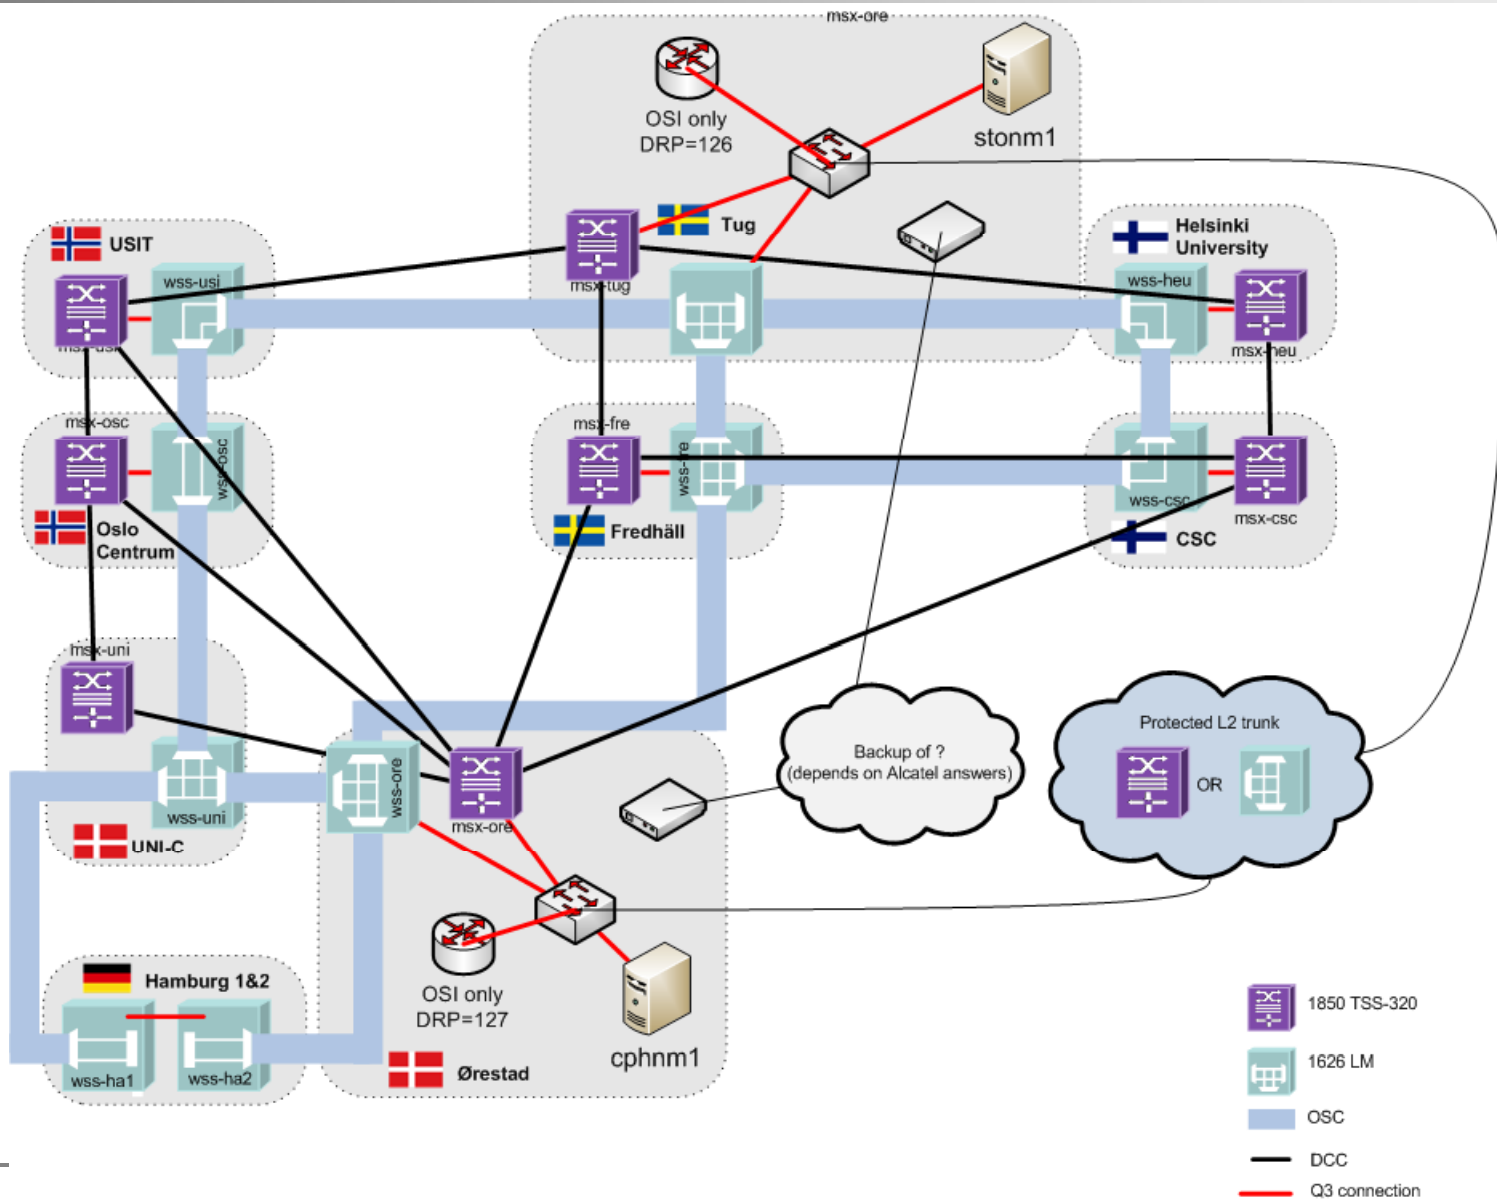 msx-ore
OSI only
DRP=126
stonm1
Tug
msx-tug
USIT
wss-usi
msx-usi
Helsinki
University
wss-heu
msx-heu
msx-osc
wss-osc
Oslo
Centrum
msx-fre
wss-fre
Fredhäll
wss-csc
msx-csc
CSC
msx-uni
wss-uni
UNI-C
wss-ore
msx-ore
Backup of ?
(depends on Alcatel answers)
Protected L2 trunk
OR
OSI only
DRP=127
cphnm1
Ørestad
Hamburg 1&2
wss-ha1
wss-ha2
1850 TSS-320
1626 LM
OSC
DCC
Q3 connection